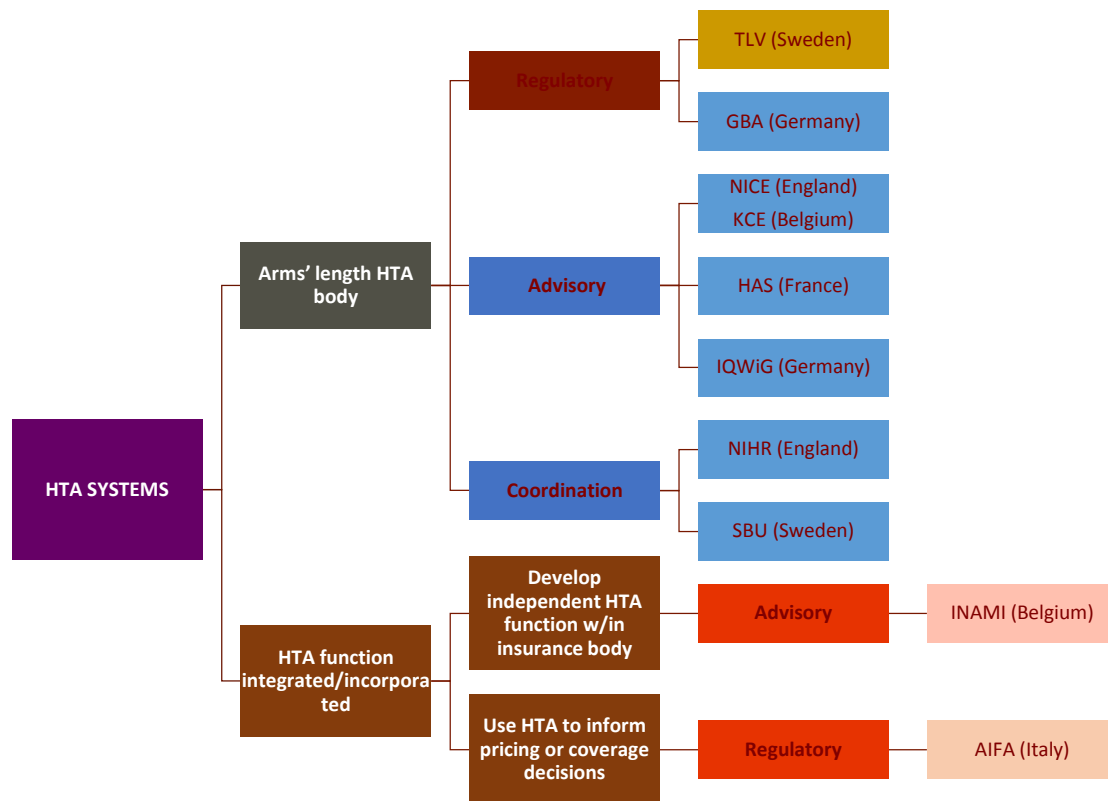 HTA SYSTEMS
Arms’ length HTA
body
Regulatory
TLV (Sweden)
GBA (Germany)
Advisory
NICE (England)
KCE (Belgium)
HAS (France)
IQWiG (Germany)
Coordination
NIHR (England)
SBU (Sweden)
HTA function
integrated/incorpora
ted
Develop
independent HTA
function w/in
insurance body
Advisory
INAMI (Belgium)
Use HTA to inform
pricing or coverage
decisions
Regulatory
AIFA (Italy)